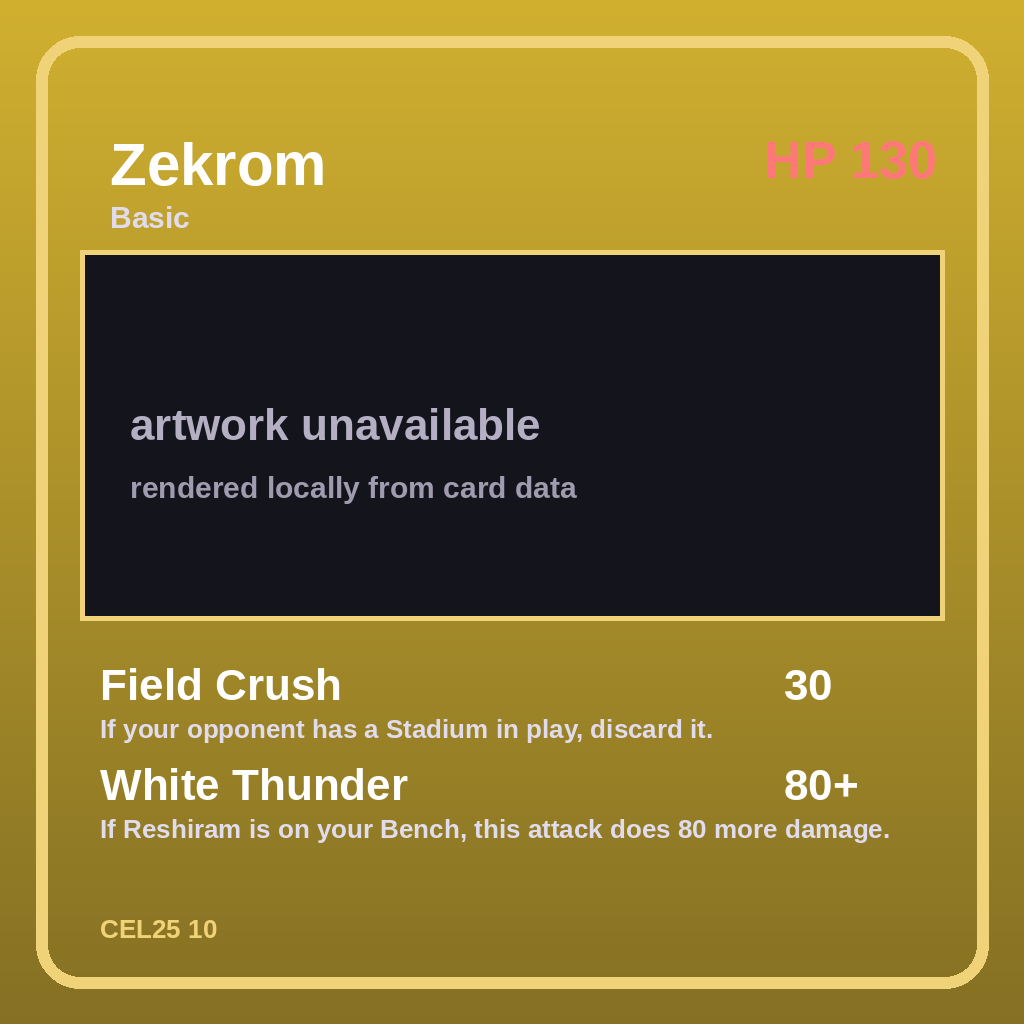 Zekrom
HP 130
Basic
artwork unavailable
rendered locally from card data
Field Crush 30
If your opponent has a Stadium in play, discard it.
White Thunder 80+
If Reshiram is on your Bench, this attack does 80 more damage.
CEL25 10